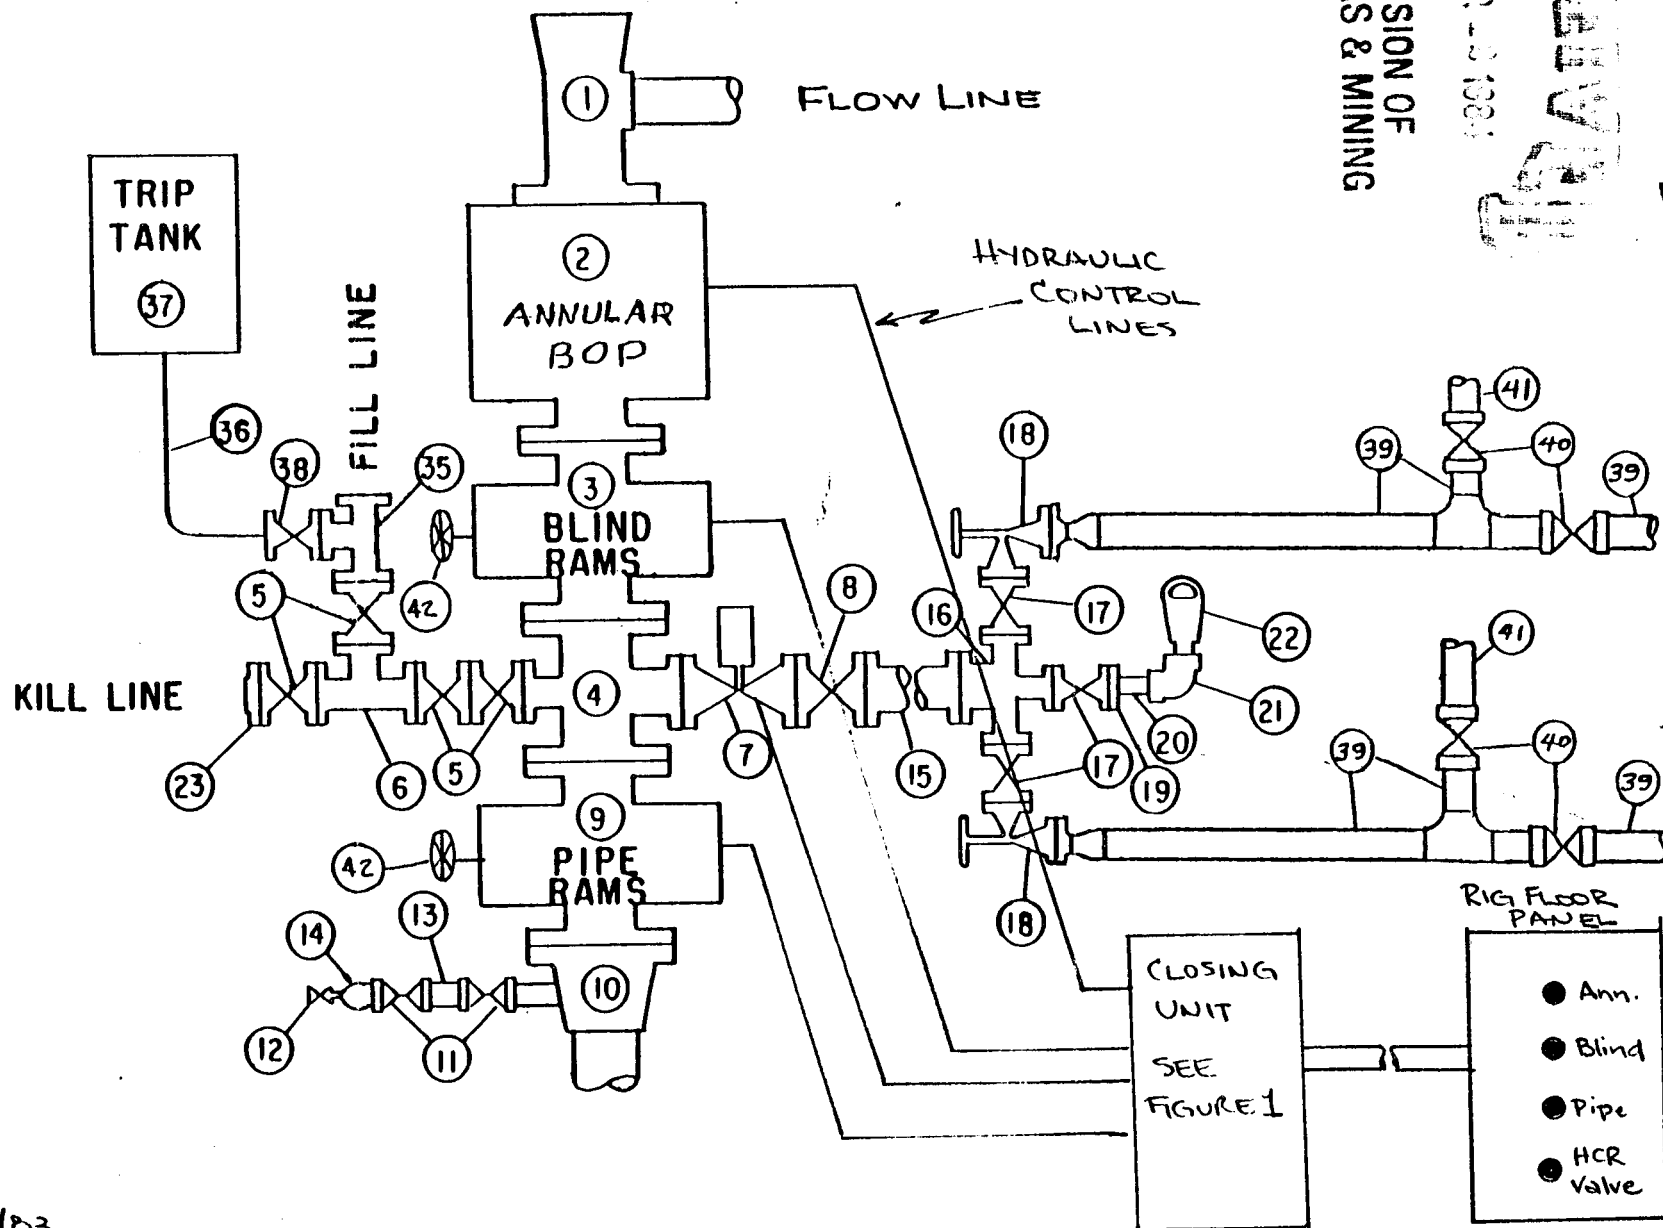 1
FLOW LINE
SION OF
S & MINING
TRIP
TANK
37
FILL LINE
2
ANNULAR
BOP
HYDRAULIC
CONTROL
LINES
36
38
35
3
BLIND
RAMS
42
18
41
39
40
39
5
8
16
17
22
KILL LINE
4
23
6
5
7
15
17
20
19
21
41
39
40
39
9
PIPE
RAMS
42
13
14
18
10
12
11
CLOSING
UNIT
SEE
FIGURE 1
RIG FLOOR
PANEL
Ann.
Blind
Pipe
HCR
Valve